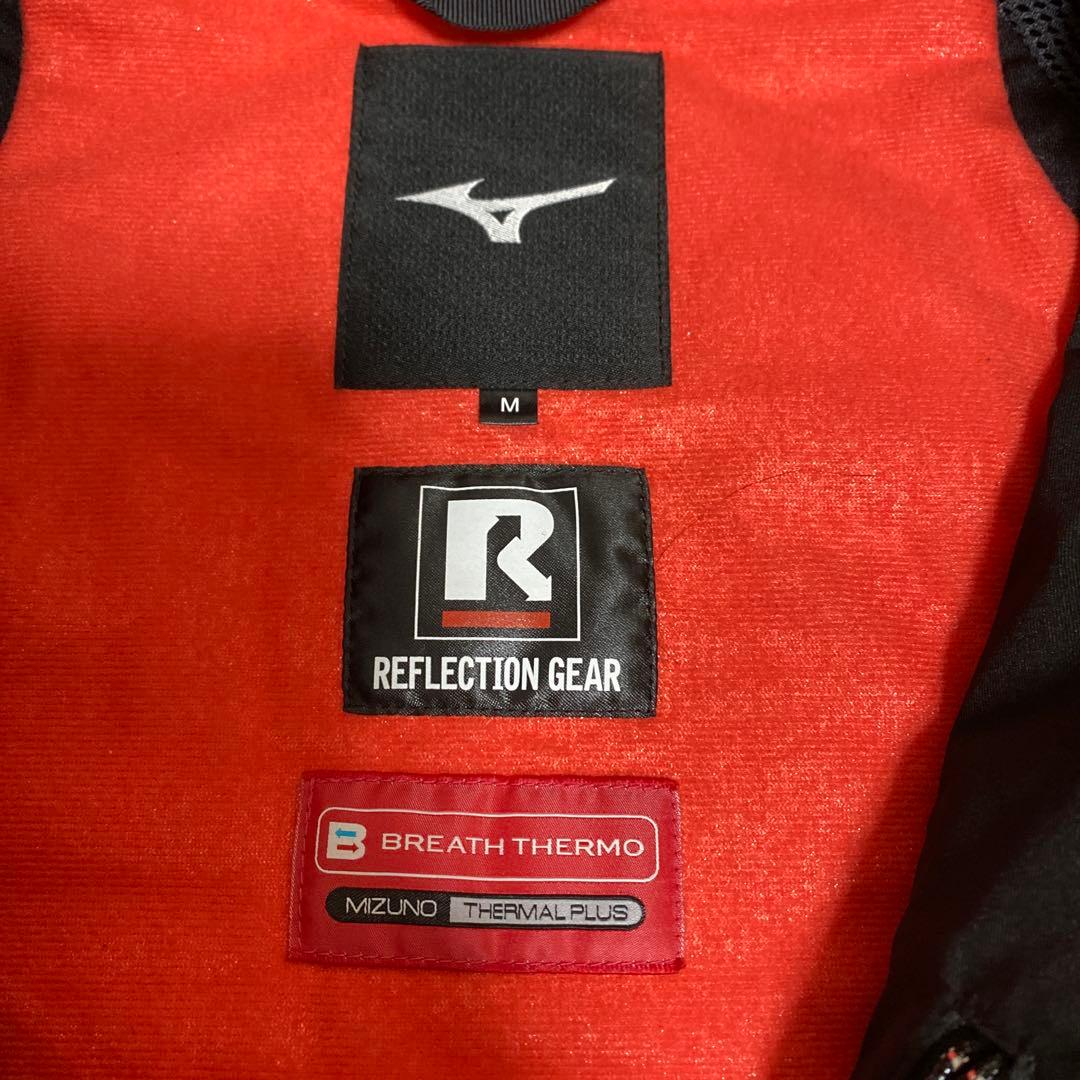 M
R
REFLECTION GEAR
B BREATH THERMO
MIZUNO THERMAL PLUS